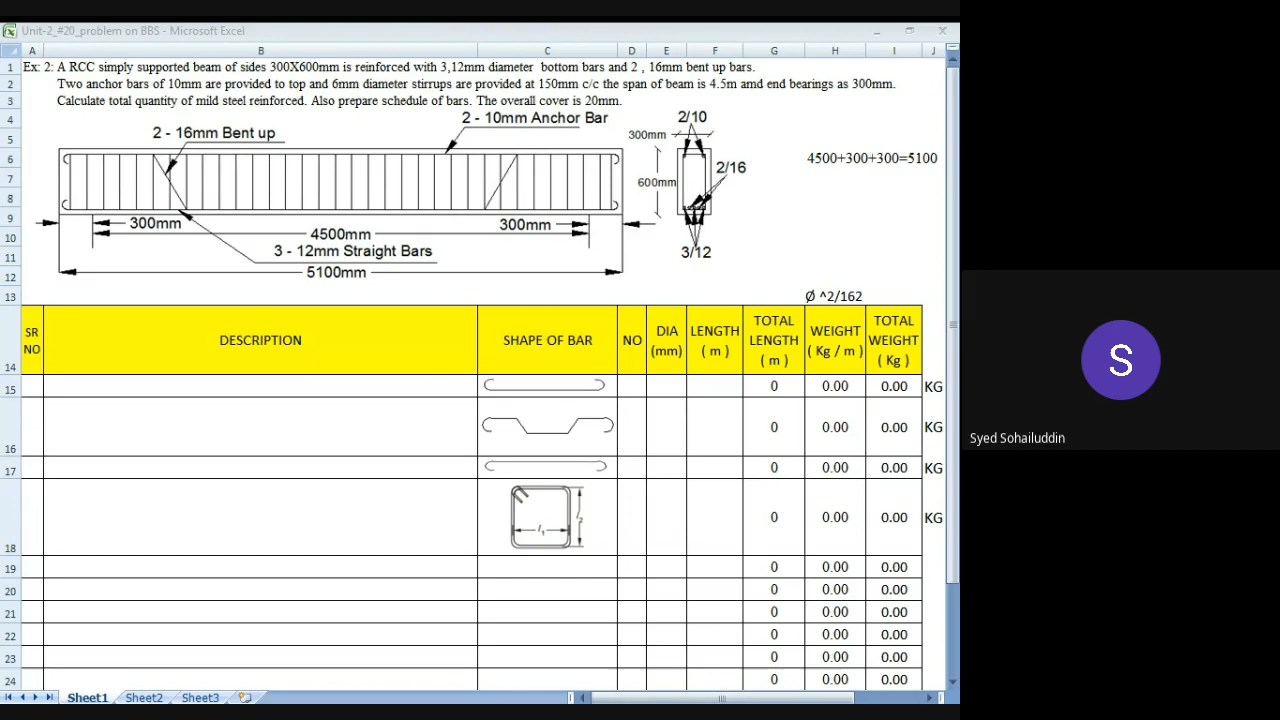 Unit-2_#20_problem on BBS - Microsoft Excel
A B C D E F G H I J
1 Ex: 2: A RCC simply supported beam of sides 300X600mm is reinforced with 3,12mm diameter bottom bars and 2 , 16mm bent up bars.
2 Two anchor bars of 10mm are provided to top and 6mm diameter stirrups are provided at 150mm c/c the span of beam is 4.5m amd end bearings as 300mm.
3 Calculate total quantity of mild steel reinforced. Also prepare schedule of bars. The overall cover is 20mm.
4
2 - 16mm Bent up
2 - 10mm Anchor Bar
2/10
5
300mm
6
4500+300+300=5100
2/16
7
600mm
8
9
300mm
300mm
10
4500mm
11
3 - 12mm Straight Bars
3/12
12
5100mm
13
Ø ^2/162
14
SR NO DESCRIPTION SHAPE OF BAR NO DIA (mm) LENGTH ( m ) TOTAL LENGTH ( m ) WEIGHT ( Kg / m ) TOTAL WEIGHT ( Kg )
15 0 0.00 0.00 KG
16 0 0.00 0.00 KG
17 0 0.00 0.00 KG
18 l1 l2 0 0.00 0.00 KG
19 0 0.00 0.00
20 0 0.00 0.00
21 0 0.00 0.00
22 0 0.00 0.00
23 0 0.00 0.00
24 0 0.00 0.00
Sheet1 Sheet2 Sheet3
S
Syed Sohailuddin